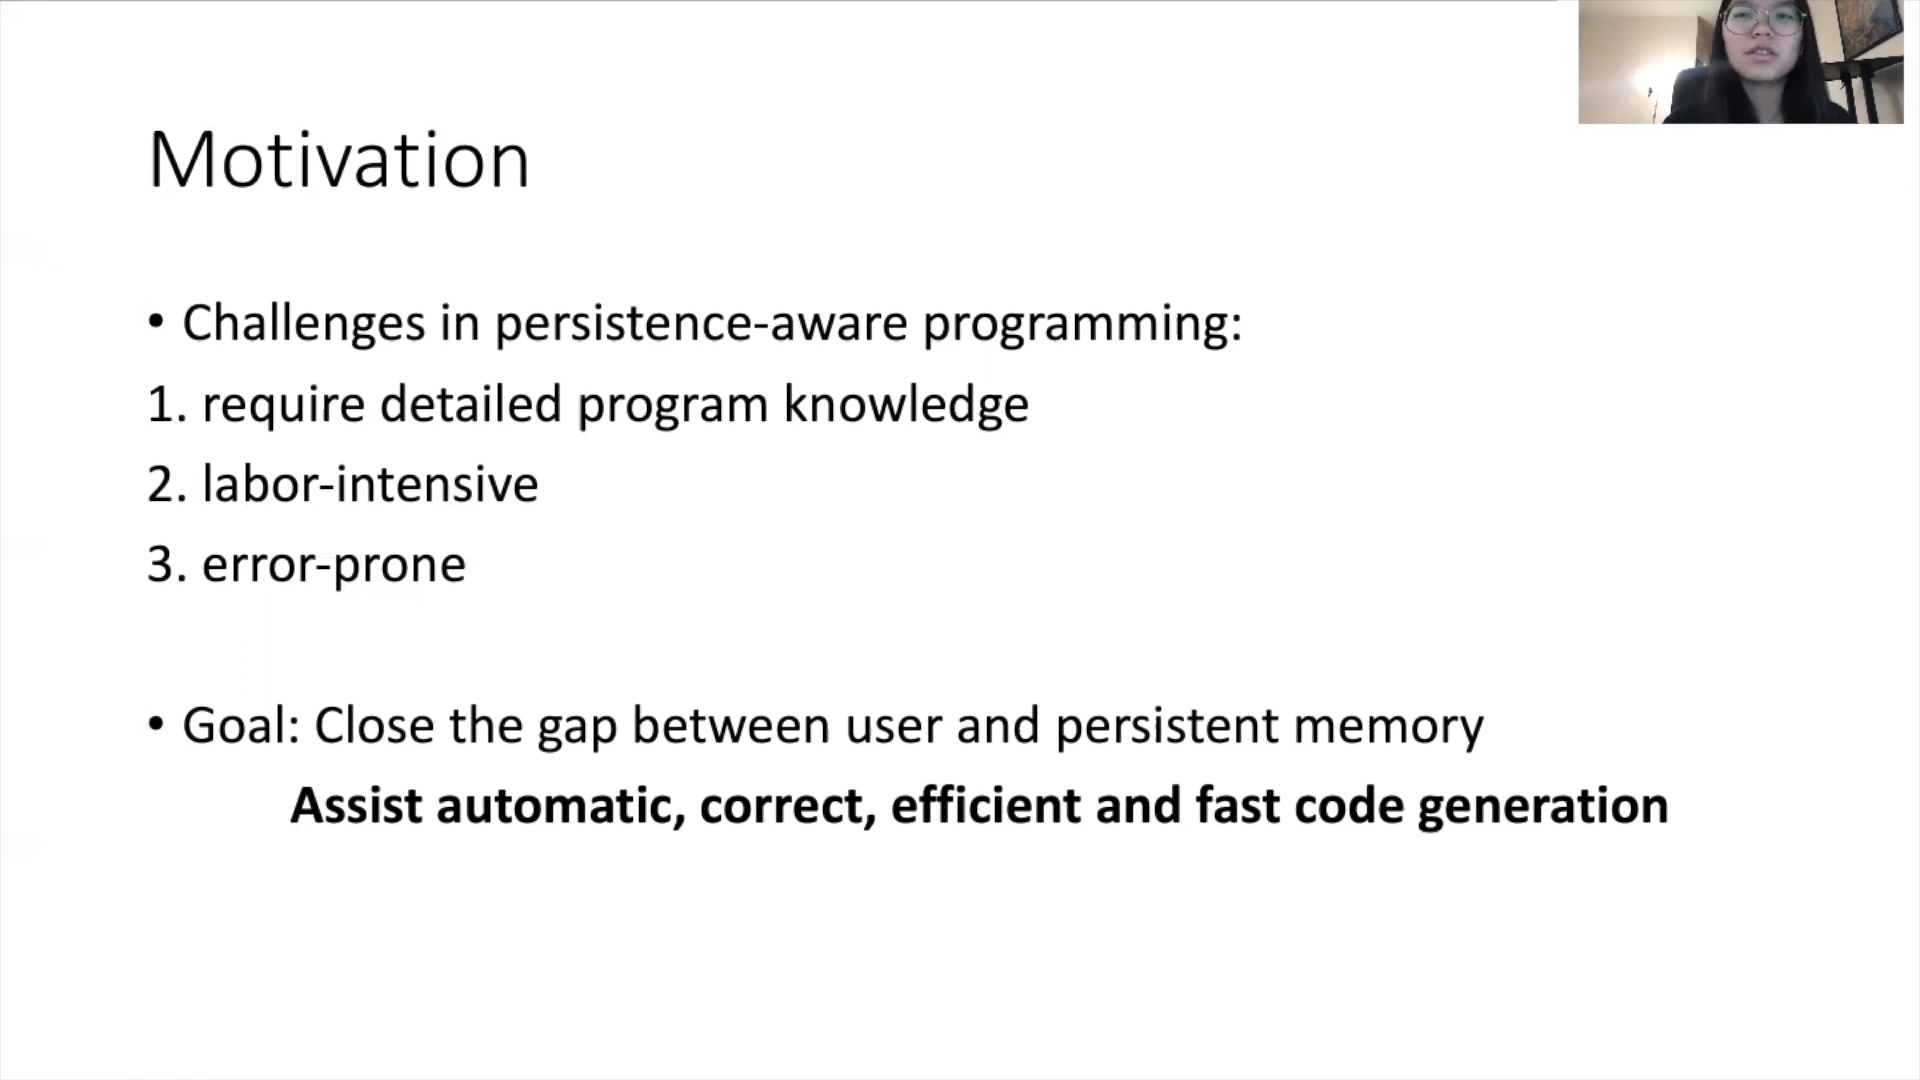 Motivation
• Challenges in persistence-aware programming:
1. require detailed program knowledge
2. labor-intensive
3. error-prone
• Goal: Close the gap between user and persistent memory
Assist automatic, correct, efficient and fast code generation